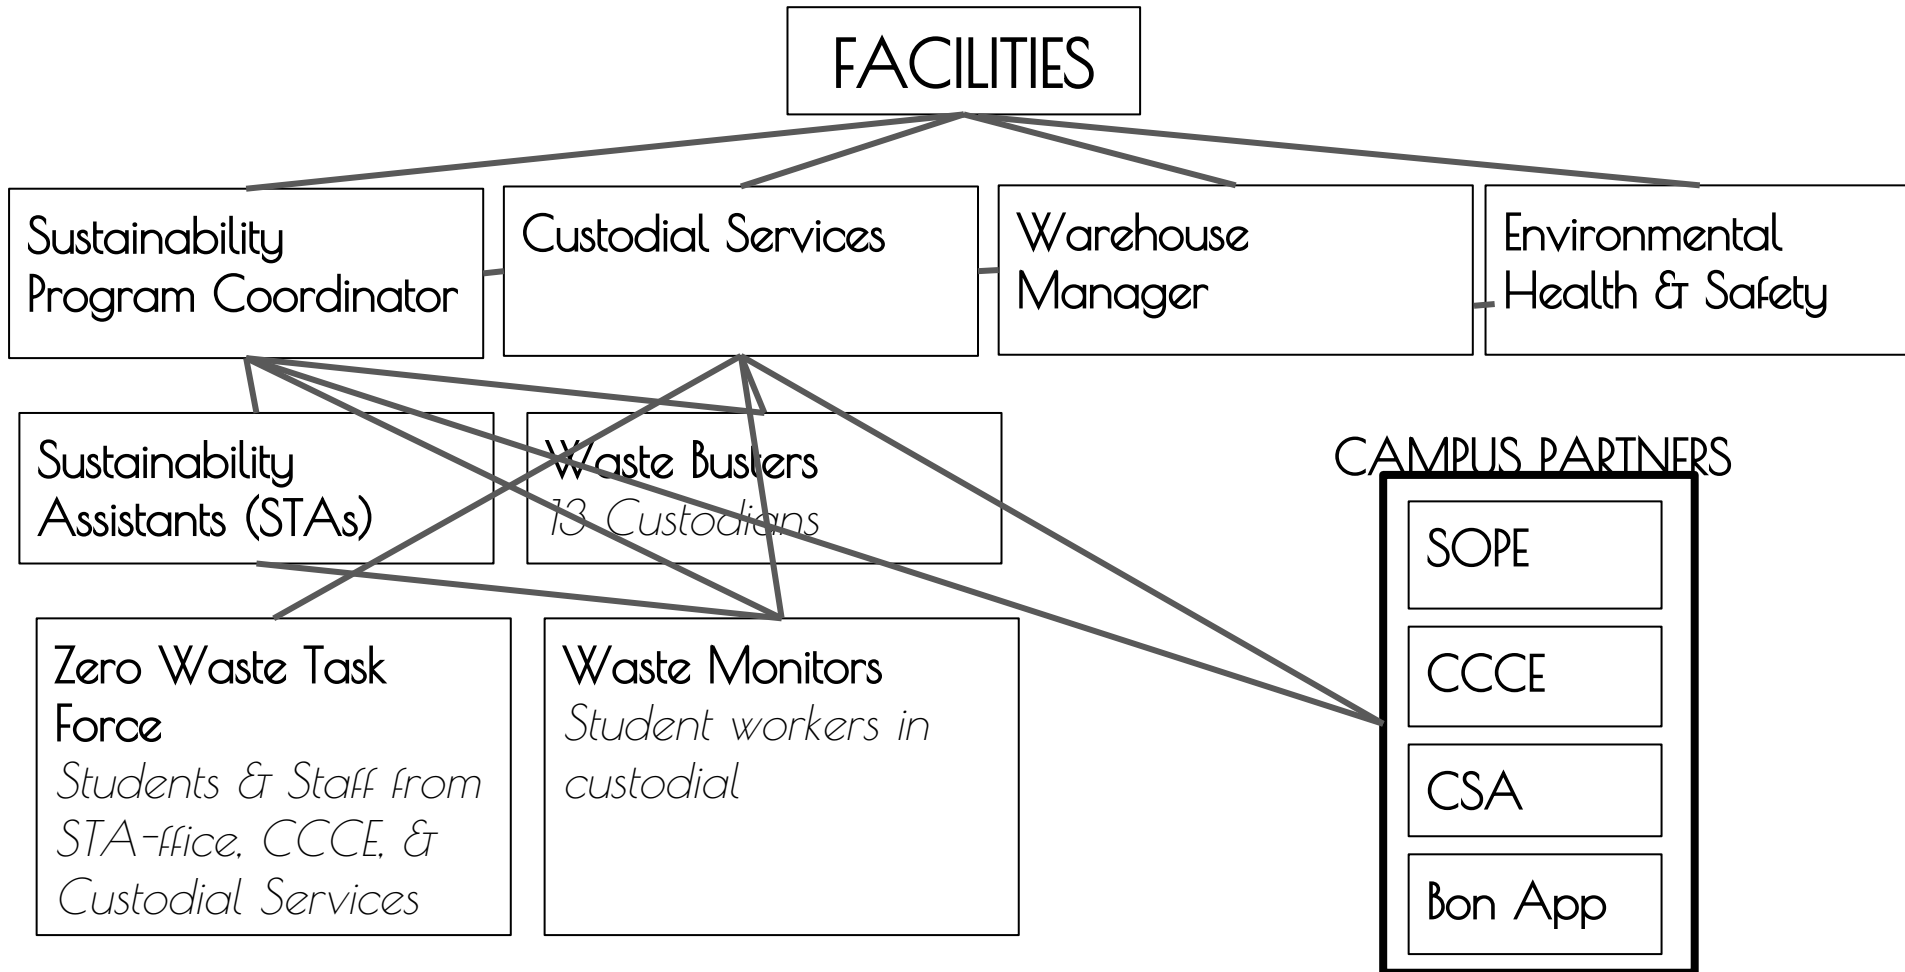 FACILITIES
Sustainability
Program Coordinator
Custodial Services
Warehouse
Manager
Environmental
Health & Safety
Sustainability
Assistants (STAs)
Waste Busters
13 Custodians
CAMPUS PARTNERS
SOPE
CCCE
CSA
Bon App
Zero Waste Task
Force
Students & Staff from
STA-ffice, CCCE, &
Custodial Services
Waste Monitors
Student workers in
custodial